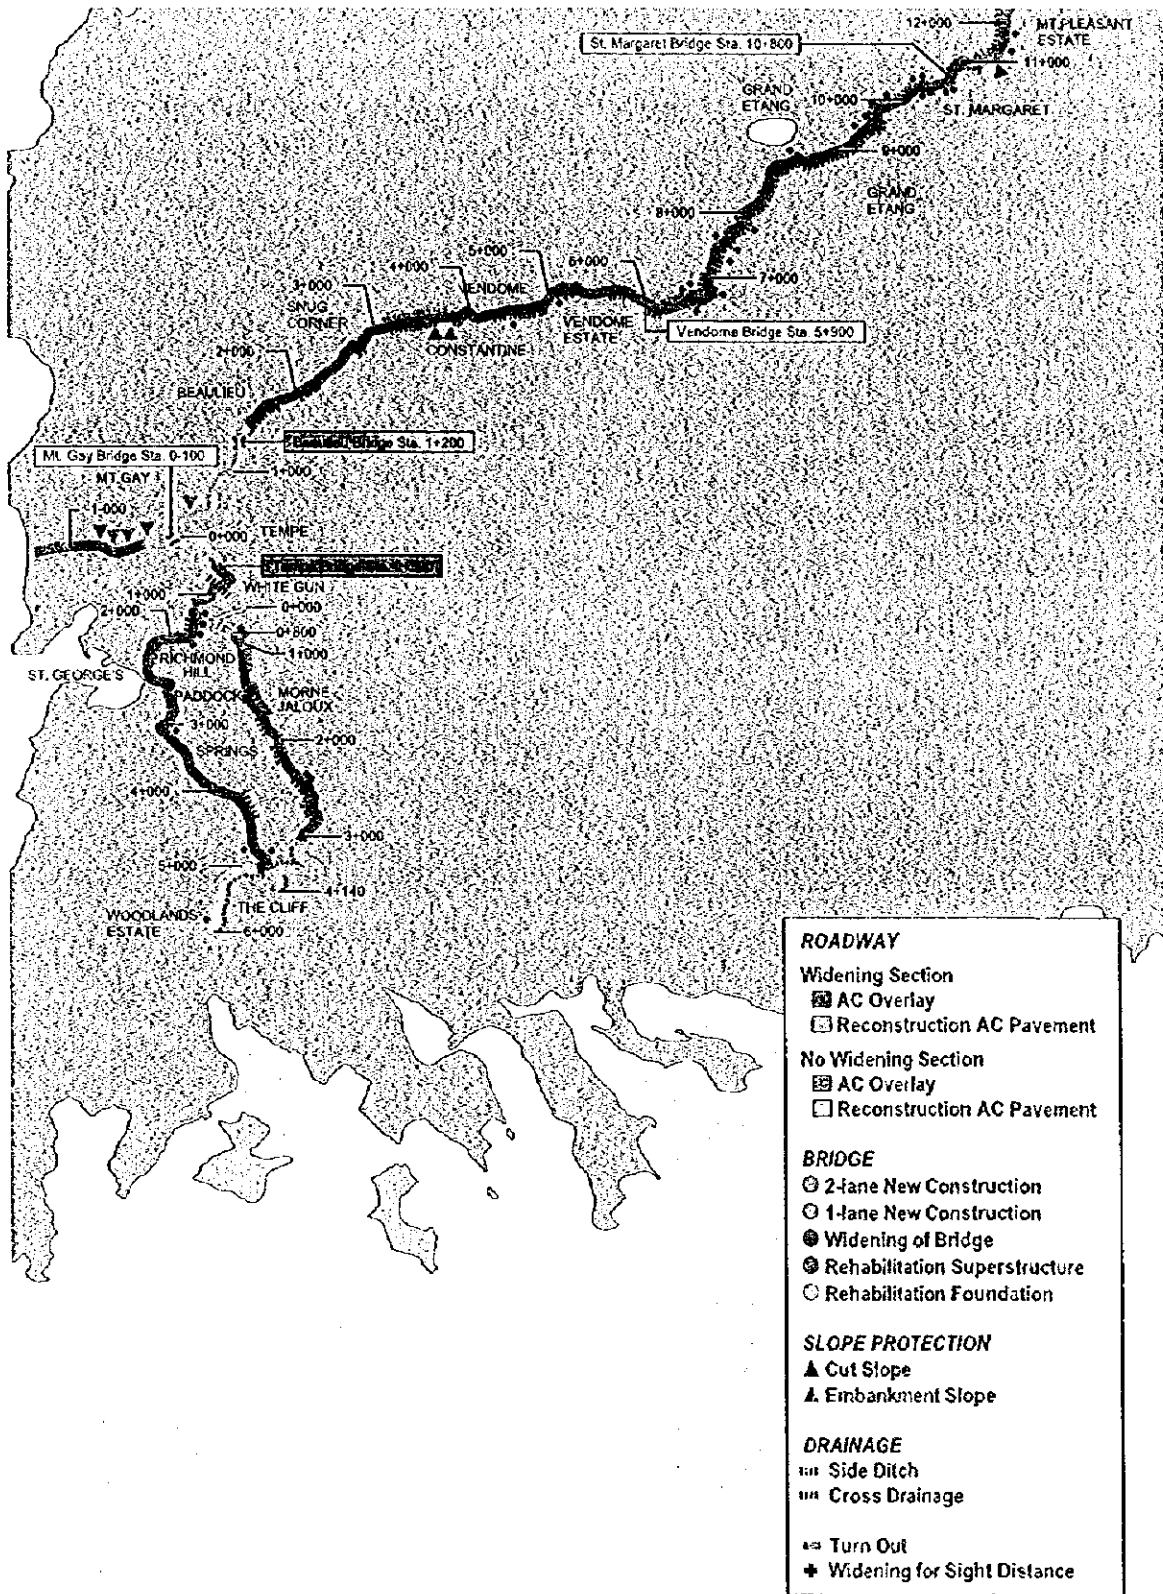 12+000
MT. PLEASANT
ESTATE
St. Margaret Bridge Sta. 10+800
11+000
GRAND
ETANG
10+000
ST. MARGARET
9+000
GRAND
ETANG
8+000
7+000
6+000
5+000
4+000
VENDOME
3+000
SNUG
CORNER
VENDOME
ESTATE
Vendome Bridge Sta. 5+900
CONSTANTINE
2+000
BEAULIEU
Beaulieu Bridge Sta. 1+200
Mt. Gay Bridge Sta. 0-100
MT. GAY
1+000
1-000
0+000
TEMPE
WHITE GUN
1+000
0+000
2+000
0+800
1+000
RICHMOND
HILL
ST. GEORGE'S
PADDOCK
MORNE
JALOUX
3+000
2+000
SPRINGS
4+000
3+000
5+000
4+140
THE CLIFF
WOODLANDS
ESTATE
6+000
ROADWAY
Widening Section
AC Overlay
Reconstruction AC Pavement
No Widening Section
AC Overlay
Reconstruction AC Pavement
BRIDGE
2-lane New Construction
1-lane New Construction
Widening of Bridge
Rehabilitation Superstructure
Rehabilitation Foundation
SLOPE PROTECTION
Cut Slope
Embankment Slope
DRAINAGE
Side Ditch
Cross Drainage
Turn Out
Widening for Sight Distance